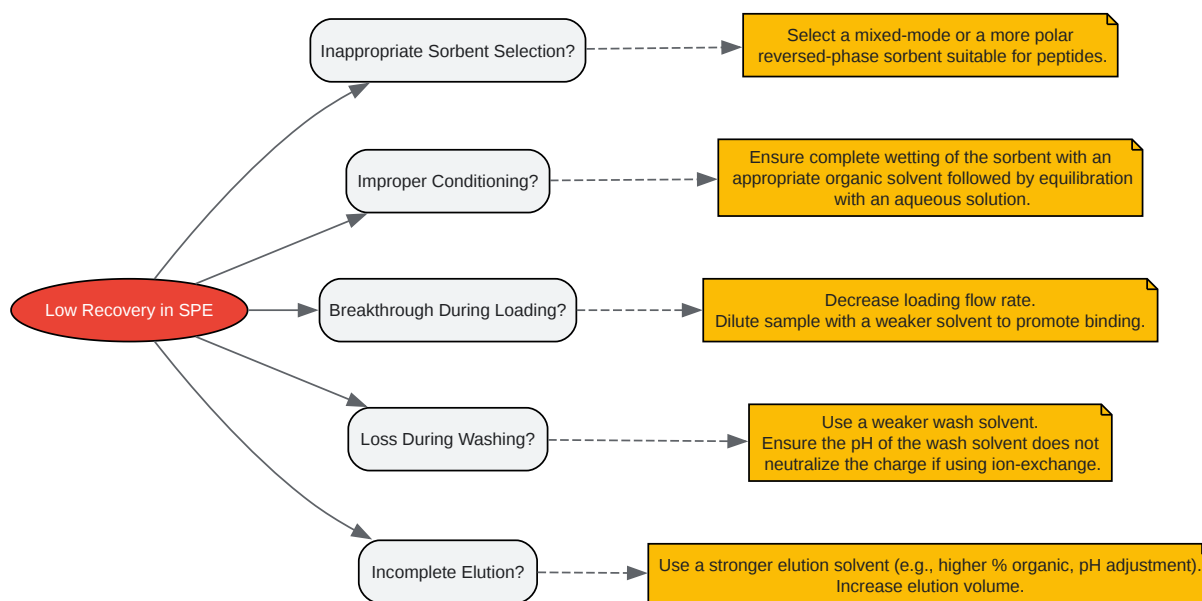 Inappropriate Sorbent Selection?
Select a mixed-mode or a more polar
reversed-phase sorbent suitable for peptides.
Improper Conditioning?
Ensure complete wetting of the sorbent with an
appropriate organic solvent followed by equilibration
with an aqueous solution.
Low Recovery in SPE
Breakthrough During Loading?
Decrease loading flow rate.
Dilute sample with a weaker solvent to promote binding.
Loss During Washing?
Use a weaker wash solvent.
Ensure the pH of the wash solvent does not
neutralize the charge if using ion-exchange.
Incomplete Elution?
Use a stronger elution solvent (e.g., higher % organic, pH adjustment).
Increase elution volume.